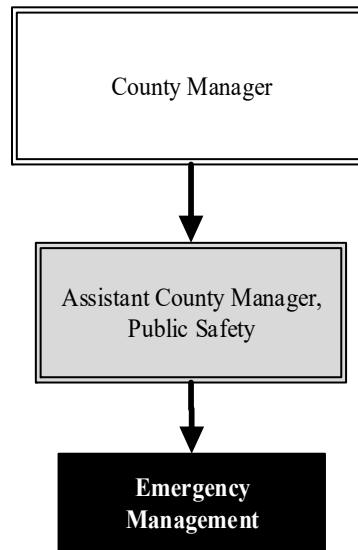 County Manager
Assistant County Manager,
Public Safety
Emergency
Management